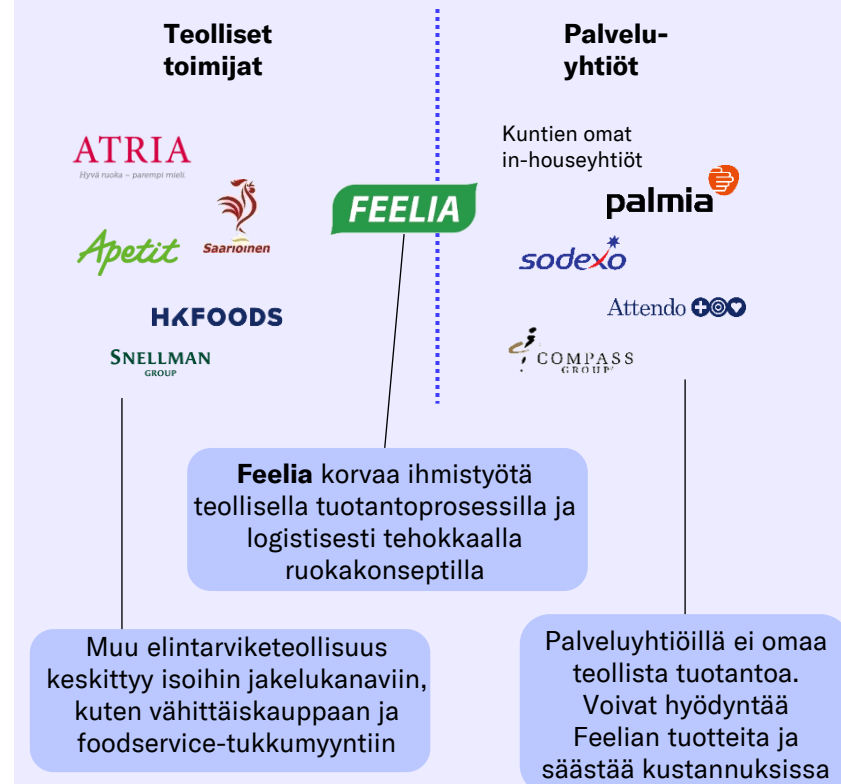 Teolliset
toimijat
Palvelu-
yhtiöt
ATRIA
Hyvä ruoka – parempi mieli.
Saarioinen
Apetit
HKFOODS
SNELLMAN
GROUP
FEELIA
Kuntien omat
in-houseyhtiöt
palmia
sodexo
Attendo
COMPASS
GROUP
Feelia korvaa ihmistyötä
teollisella tuotantoprosessilla ja
logistisesti tehokkaalla
ruokakonseptilla
Muu elintarviketeollisuus
keskittyy isoihin jakelukanaviin,
kuten vähittäiskauppaan ja
foodservice-tukkumyyntiin
Palveluyhtiöillä ei omaa
teollista tuotantoa.
Voivat hyödyntää
Feelian tuotteita ja
säästää kustannuksissa